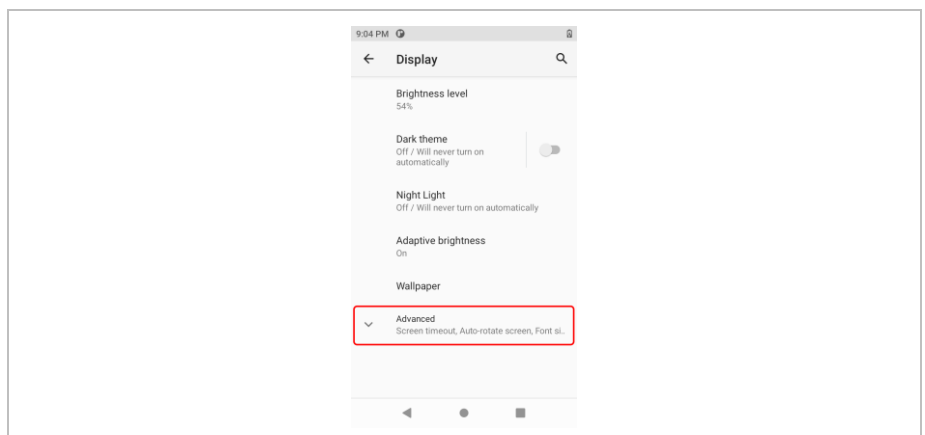 9:04 PM
Display
Brightness level
54%
Dark theme
Off / Will never turn on
automatically
Night Light
Off / Will never turn on automatically
Adaptive brightness
On
Wallpaper
Advanced
Screen timeout, Auto-rotate screen, Font si..